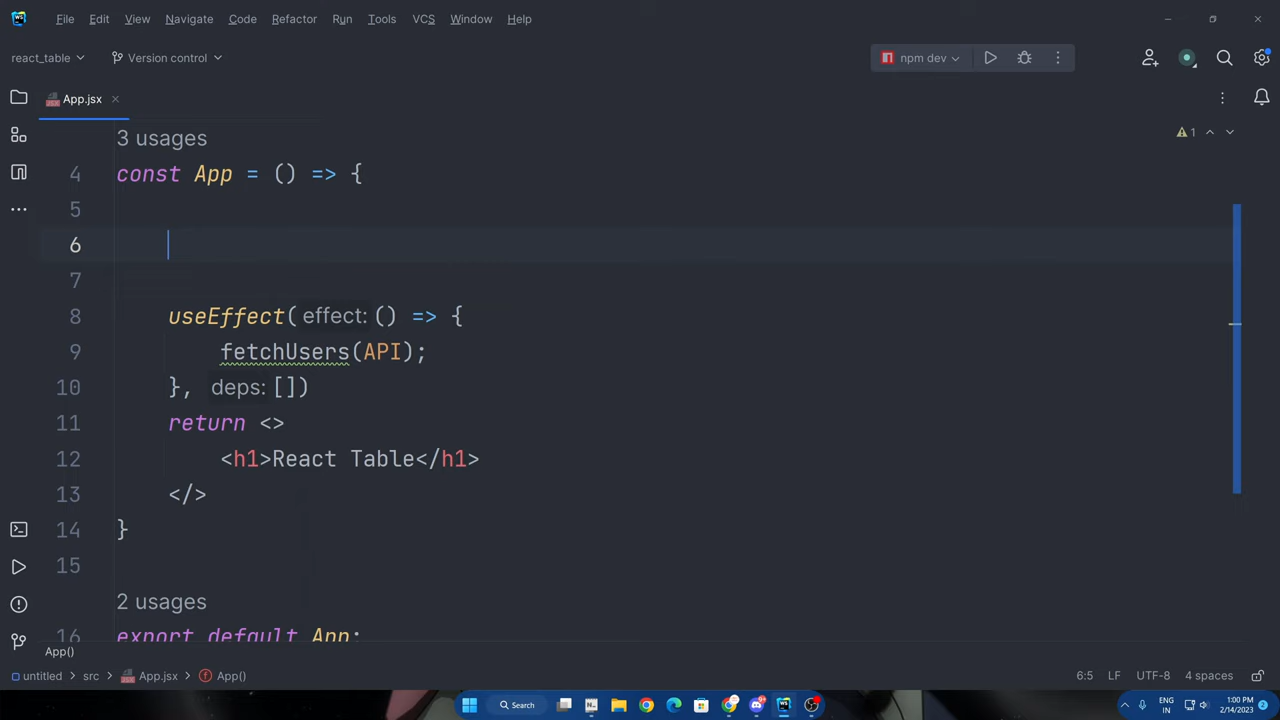 File Edit View Navigate Code Refactor Run Tools VCS Window Help
react_table Version control npm dev
App.jsx
3 usages
1
4 const App = () => {
5
6
7
8 useEffect( effect: () => {
9 fetchUsers(API);
10 }, deps: [])
11 return <>
12 <h1>React Table</h1>
13 </>
14 }
15
2 usages
16 export default App;
App()
untitled src App.jsx App() 6:5 LF UTF-8 4 spaces
Search ENG IN 1:00 PM 2/14/2023